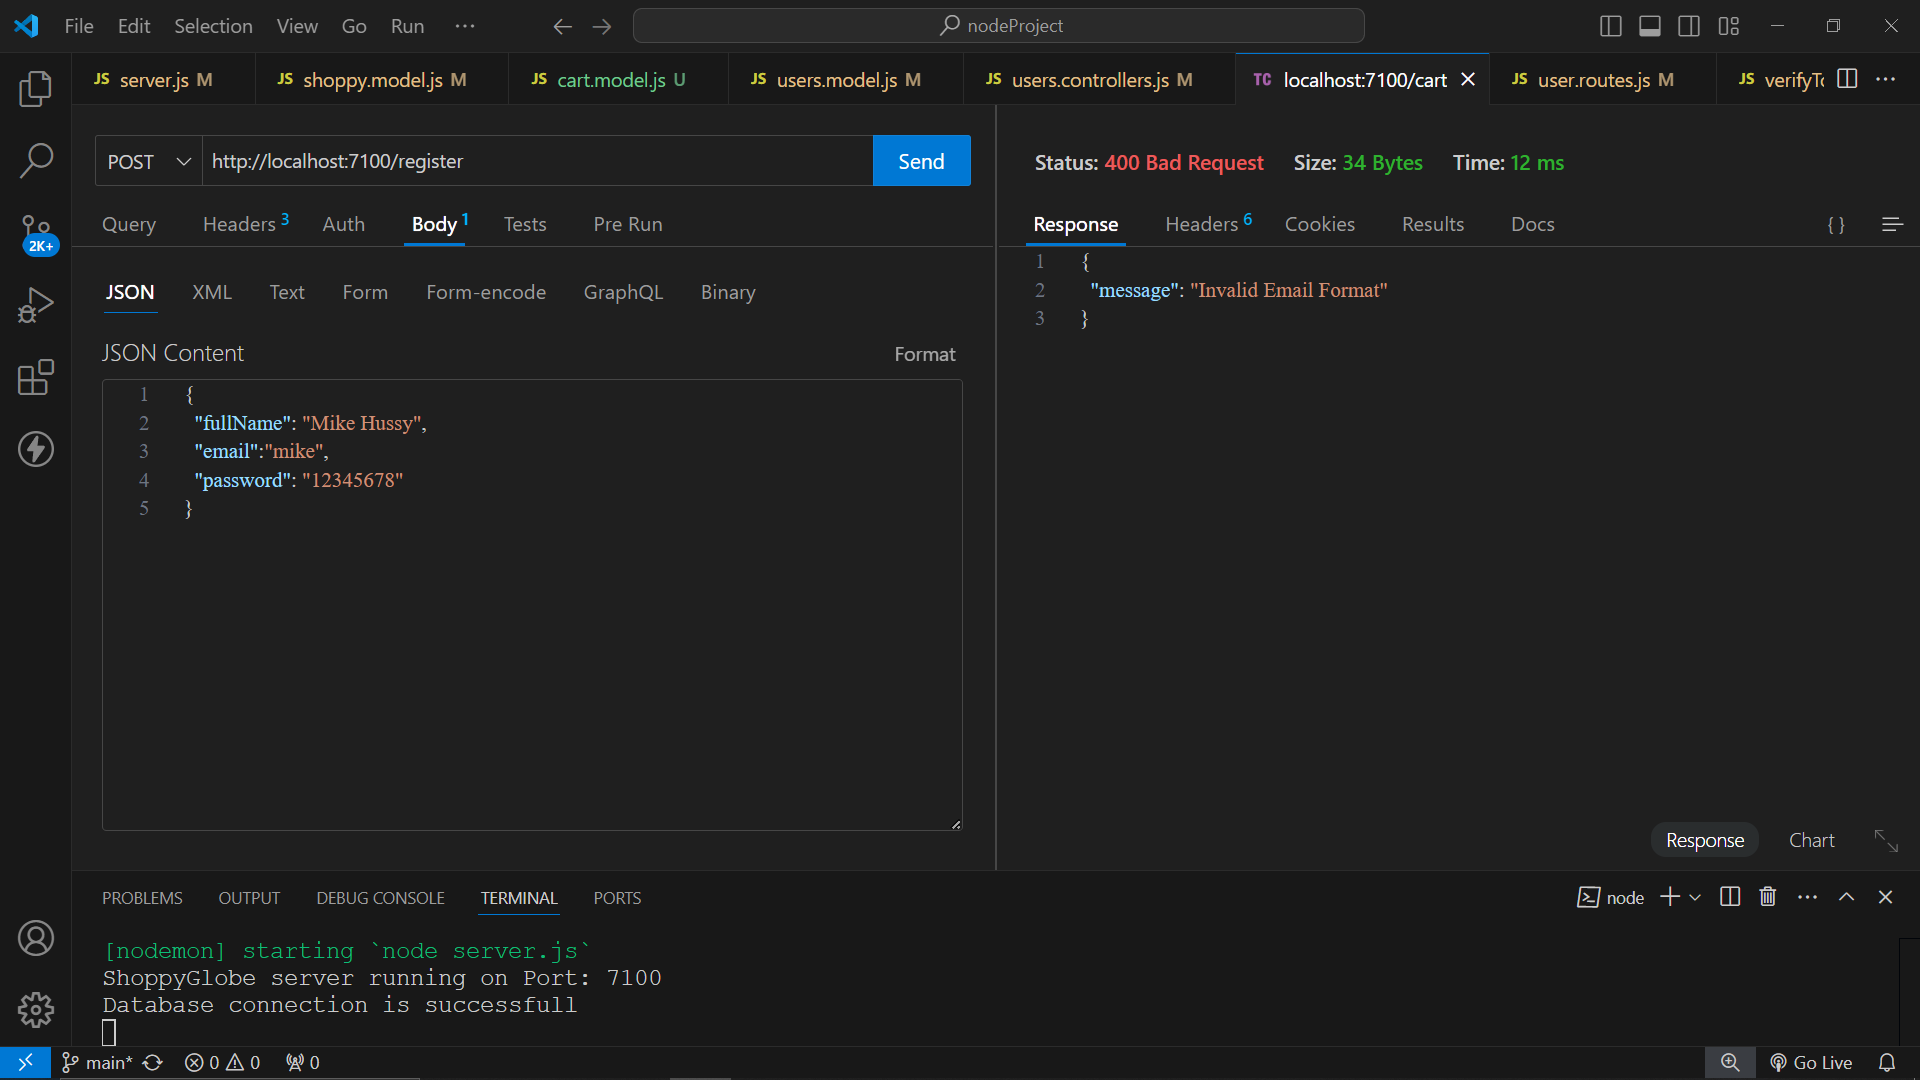 File Edit Selection View Go Run ··· nodeProject
JS server.js M JS shoppy.model.js M JS cart.model.js U JS users.model.js M JS users.controllers.js M TC localhost:7100/cart JS user.routes.js M JS verifyTo
POST http://localhost:7100/register Send
Status: 400 Bad Request Size: 34 Bytes Time: 12 ms
Query Headers 3 Auth Body 1 Tests Pre Run
Response Headers 6 Cookies Results Docs { }
JSON XML Text Form Form-encode GraphQL Binary
JSON Content Format
1 {
2 "fullName": "Mike Hussy",
3 "email":"mike",
4 "password": "12345678"
5 }
1 {
2 "message": "Invalid Email Format"
3 }
2K+
Response Chart
PROBLEMS OUTPUT DEBUG CONSOLE TERMINAL PORTS node
[nodemon] starting `node server.js`
ShoppyGlobe server running on Port: 7100
Database connection is successfull
main* 0 0 0 Go Live